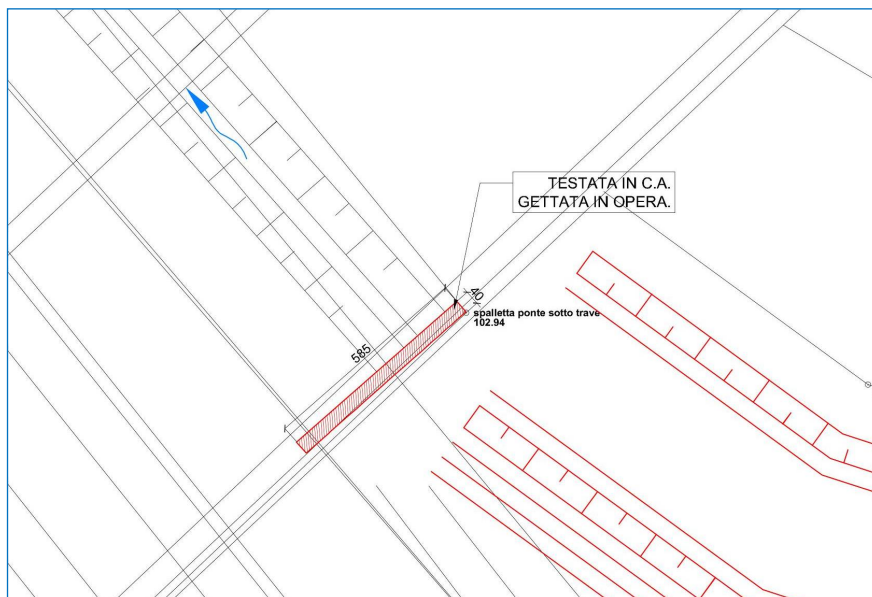 TESTATA IN C.A.
GETTATA IN OPERA.
40
spalletta ponte sotto trave
102.94
585